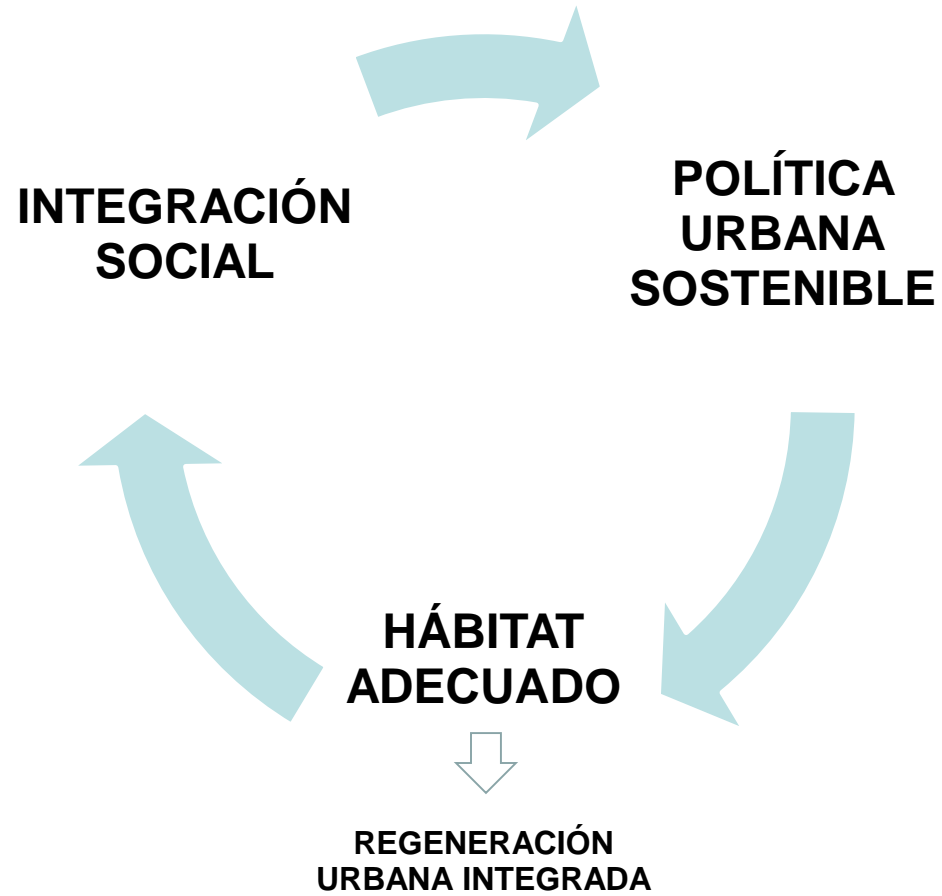 INTEGRACIÓN
SOCIAL
POLÍTICA
URBANA
SOSTENIBLE
HÁBITAT
ADECUADO
REGENERACIÓN
URBANA INTEGRADA